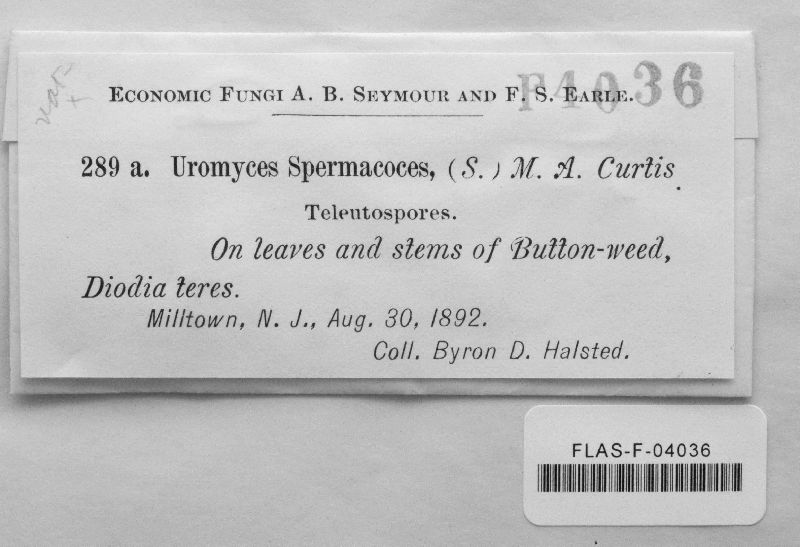 F4036
ECONOMIC FUNGI A. B. SEYMOUR AND F. S. EARLE.
289 a. Uromyces Spermacoces, (S.) M. A. Curtis.
Teleutospores.
On leaves and stems of Button-weed,
Diodia teres.
Milltown, N. J., Aug. 30, 1892.
Coll. Byron D. Halsted.
FLAS-F-04036